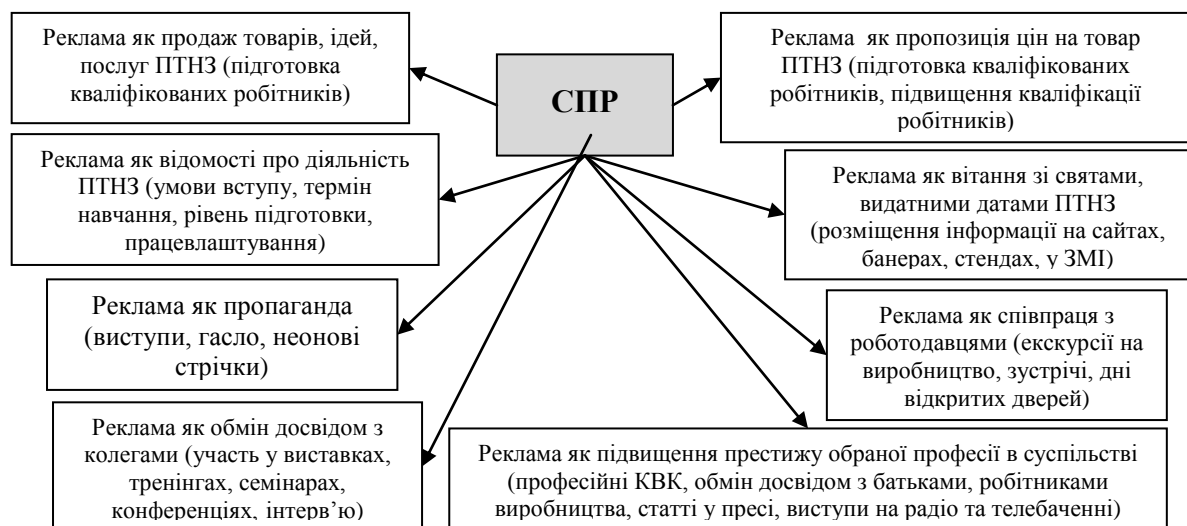 Реклама як продаж товарів, ідей,
послуг ПТНЗ (підготовка
кваліфікованих робітників)
СПР
Реклама як пропозиція цін на товар
ПТНЗ (підготовка кваліфікованих
робітників, підвищення кваліфікації
робітників)
Реклама як відомості про діяльність
ПТНЗ (умови вступу, термін
навчання, рівень підготовки,
працевлаштування)
Реклама як вітання зі святами,
видатними датами ПТНЗ
(розміщення інформації на сайтах,
банерах, стендах, у ЗМІ)
Реклама як пропаганда
(виступи, гасло, неонові
стрічки)
Реклама як співпраця з
роботодавцями (екскурсії на
виробництво, зустрічі, дні
відкритих дверей)
Реклама як обмін досвідом з
колегами (участь у виставках,
тренінгах, семінарах,
конференціях, інтерв’ю)
Реклама як підвищення престижу обраної професії в суспільстві
(професійні КВК, обмін досвідом з батьками, робітниками
виробництва, статті у пресі, виступи на радіо та телебаченні)